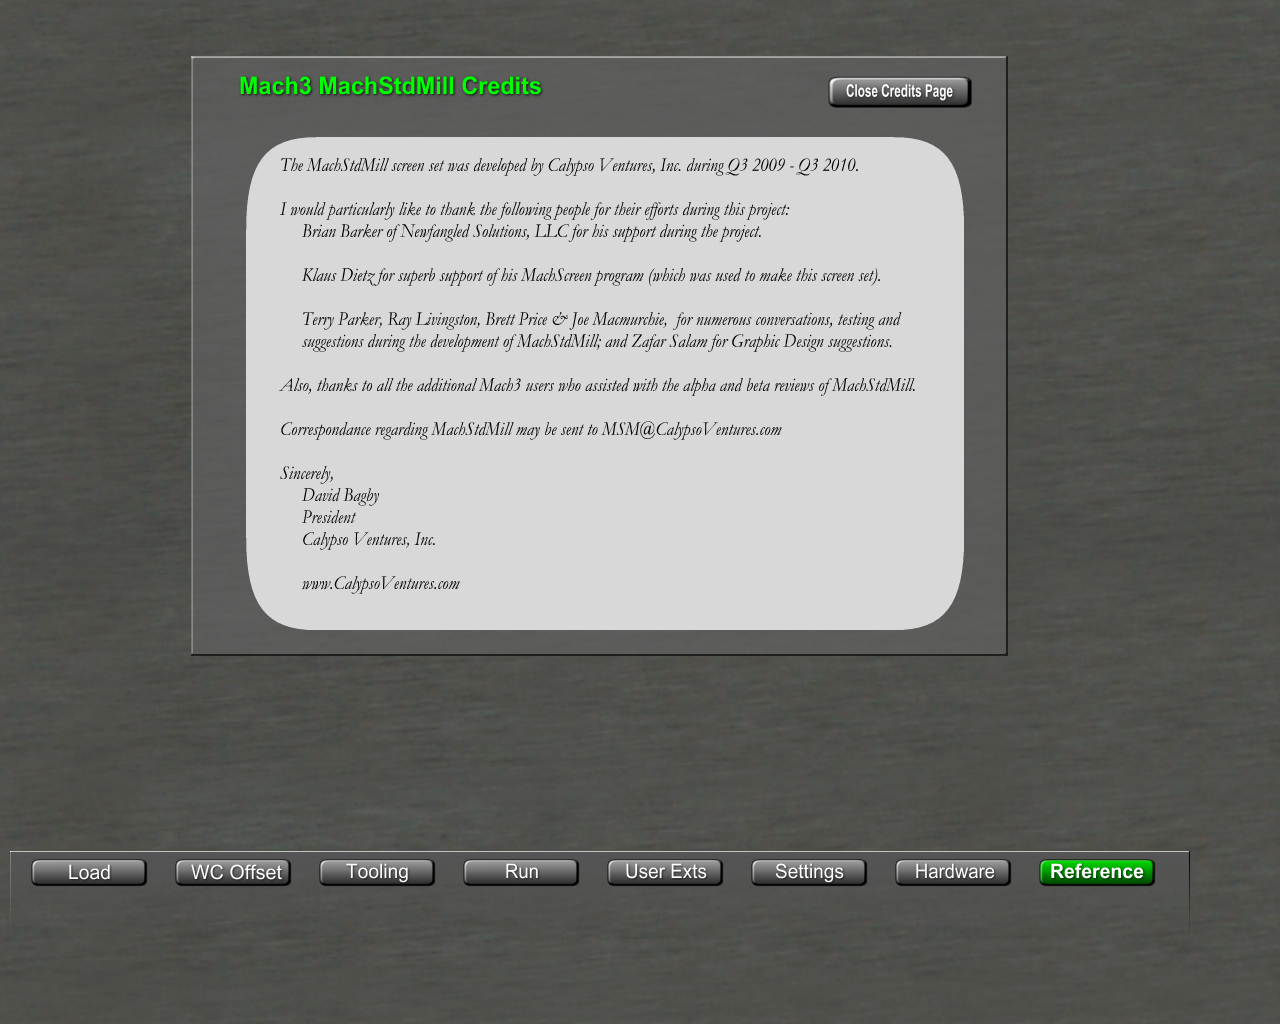 Mach3 MachStdMill Credits
Close Credits Page
The MachStdMill screen set was developed by Calypso Ventures, Inc. during Q3 2009 - Q3 2010.
I would particularly like to thank the following people for their efforts during this project:
Brian Barker of Newfangled Solutions, LLC for his support during the project.
Klaus Dietz for superb support of his MachScreen program (which was used to make this screen set).
Terry Parker, Ray Livingston, Brett Price & Joe Macmurchie, for numerous conversations, testing and
suggestions during the development of MachStdMill; and Zafar Salam for Graphic Design suggestions.
Also, thanks to all the additional Mach3 users who assisted with the alpha and beta reviews of MachStdMill.
Correspondance regarding MachStdMill may be sent to MSM@CalypsoVentures.com
Sincerely,
David Bagby
President
Calypso Ventures, Inc.
www.CalypsoVentures.com
Load WC Offset Tooling Run User Exts Settings Hardware Reference